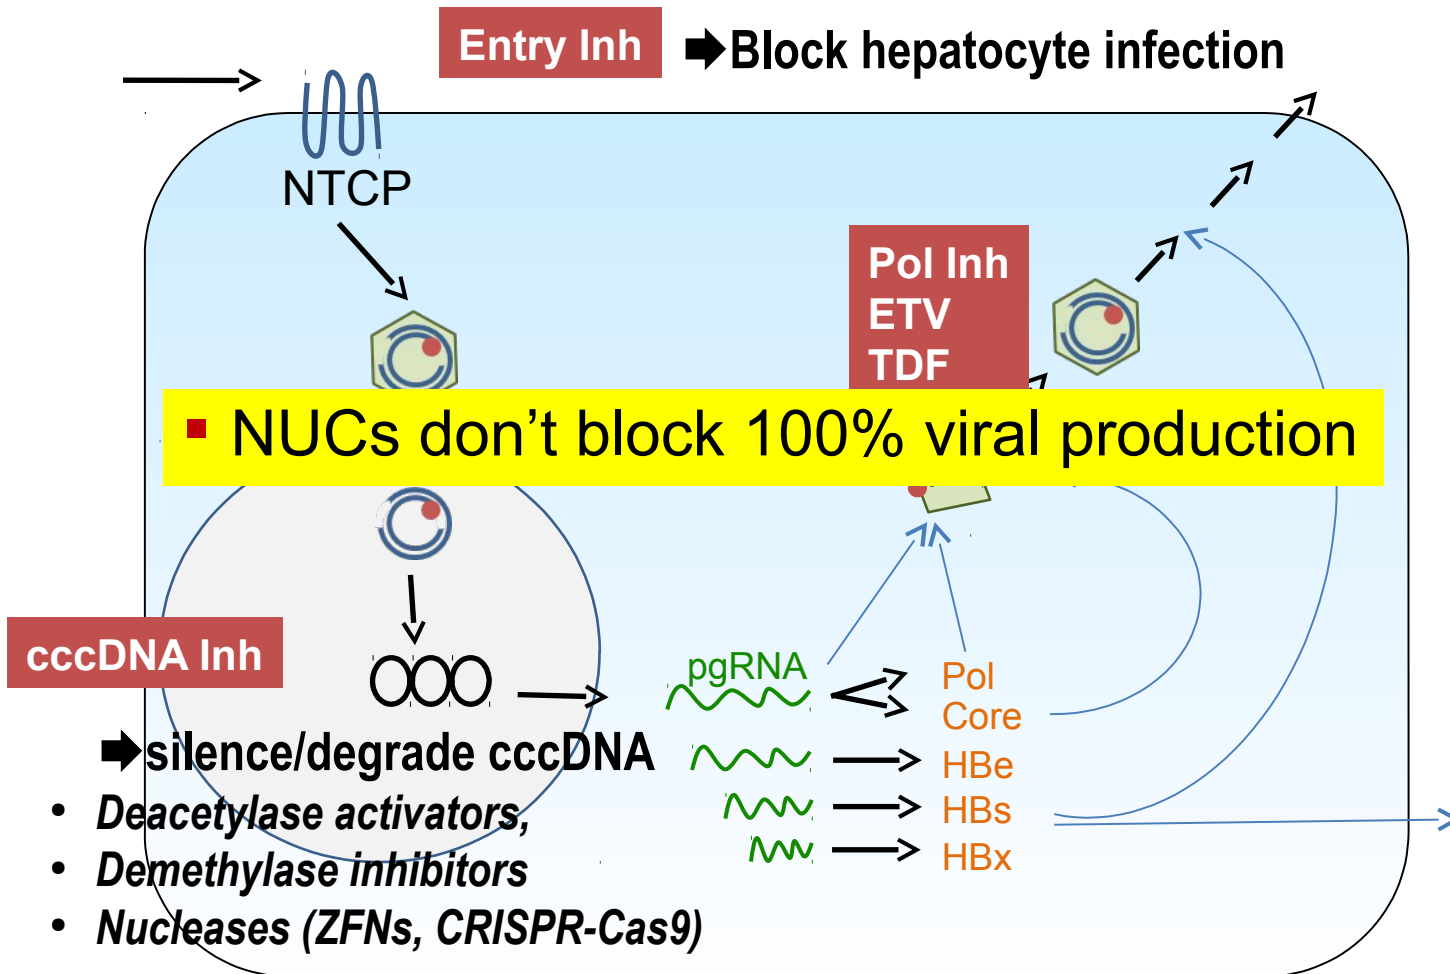 Entry Inh
➡Block hepatocyte infection
NTCP
Pol Inh
ETV
TDF
▪ NUCs don’t block 100% viral production
cccDNA Inh
➡silence/degrade cccDNA
• Deacetylase activators,
• Demethylase inhibitors
• Nucleases (ZFNs, CRISPR-Cas9)
pgRNA
Pol
Core
HBe
HBs
HBx